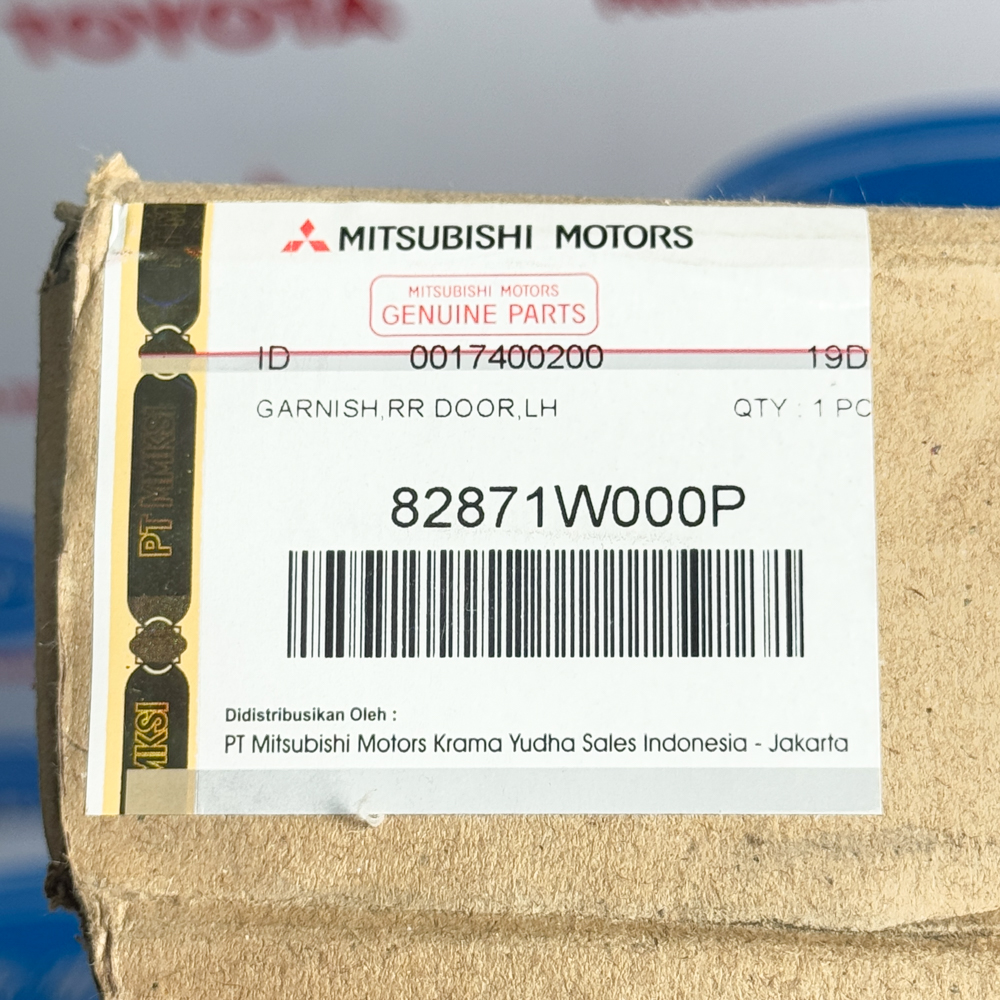 TOYOTA
MITSUBISHI MOTORS
MITSUBISHI MOTORS
GENUINE PARTS
ID 0017400200 19D
GARNISH,RR DOOR,LH QTY : 1 PC
82871W000P
Didistribusikan Oleh :
PT Mitsubishi Motors Krama Yudha Sales Indonesia - Jakarta
PT MMKSI
MKSI